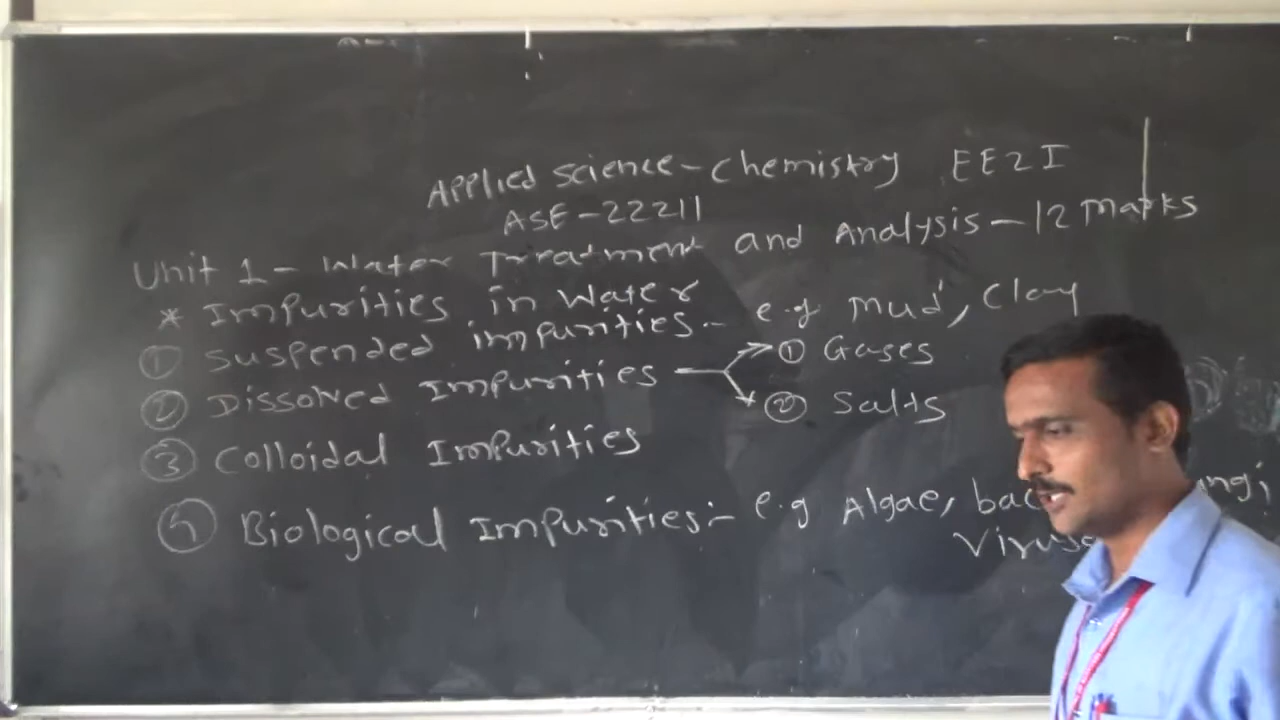 Applied Science - Chemistry EE2I
ASE-22211
Unit 1 - Water Treatment and Analysis - 12 Marks
* Impurities in Water
① Suspended impurities - e.g Mud, Clay
② Dissolved Impurities → ① Gases
② Salts
③ Colloidal Impurities
④ Biological Impurities:- e.g Algae,